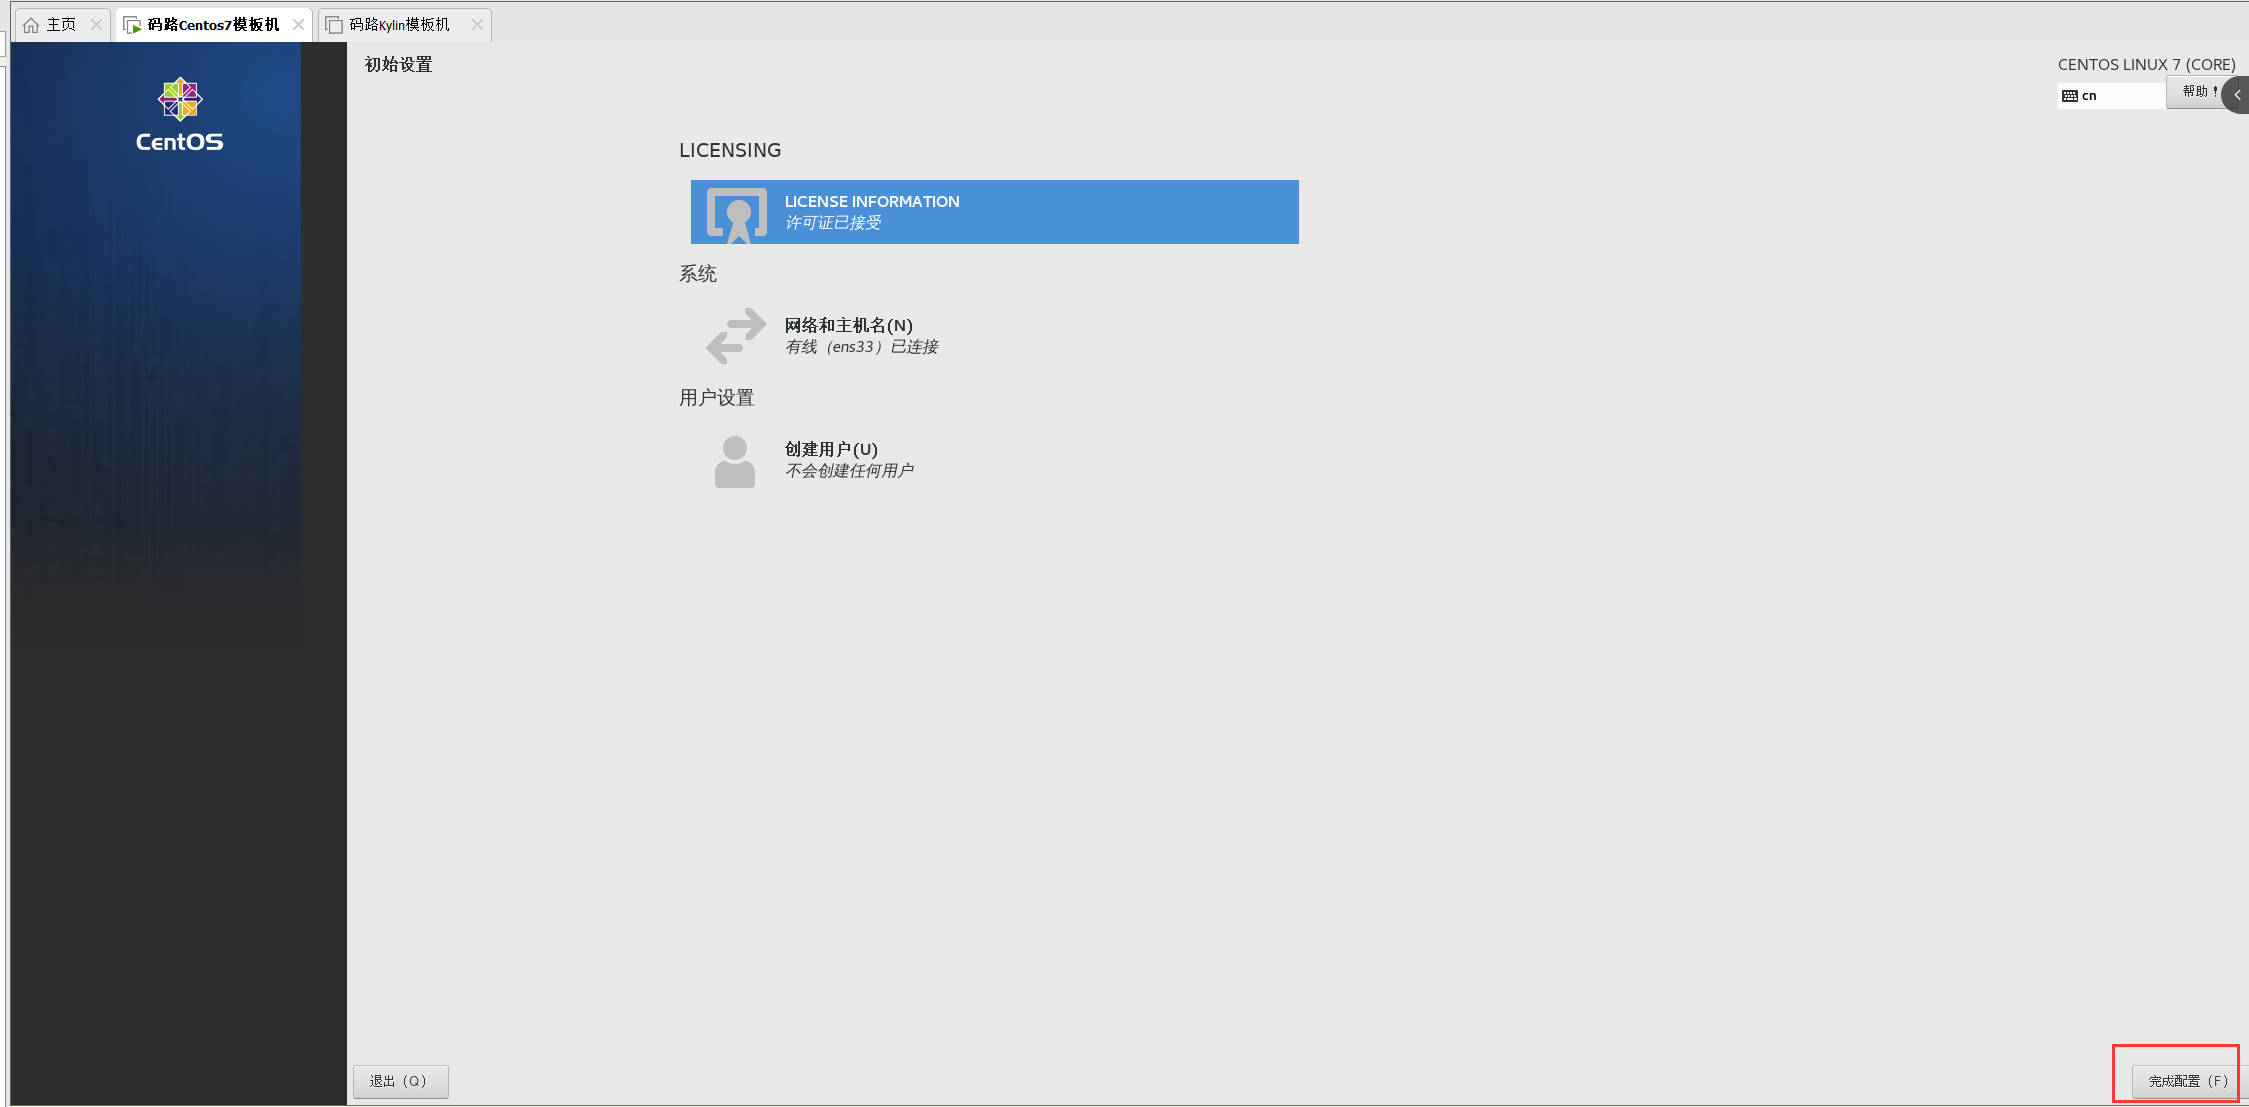 主页
码路Centos7模板机
码路Kylin模板机
CentOS
初始设置
CENTOS LINUX 7 (CORE)
cn
帮助！
LICENSING
LICENSE INFORMATION
许可证已接受
系统
网络和主机名(N)
有线（ens33）已连接
用户设置
创建用户(U)
不会创建任何用户
退出（Q）
完成配置（F）